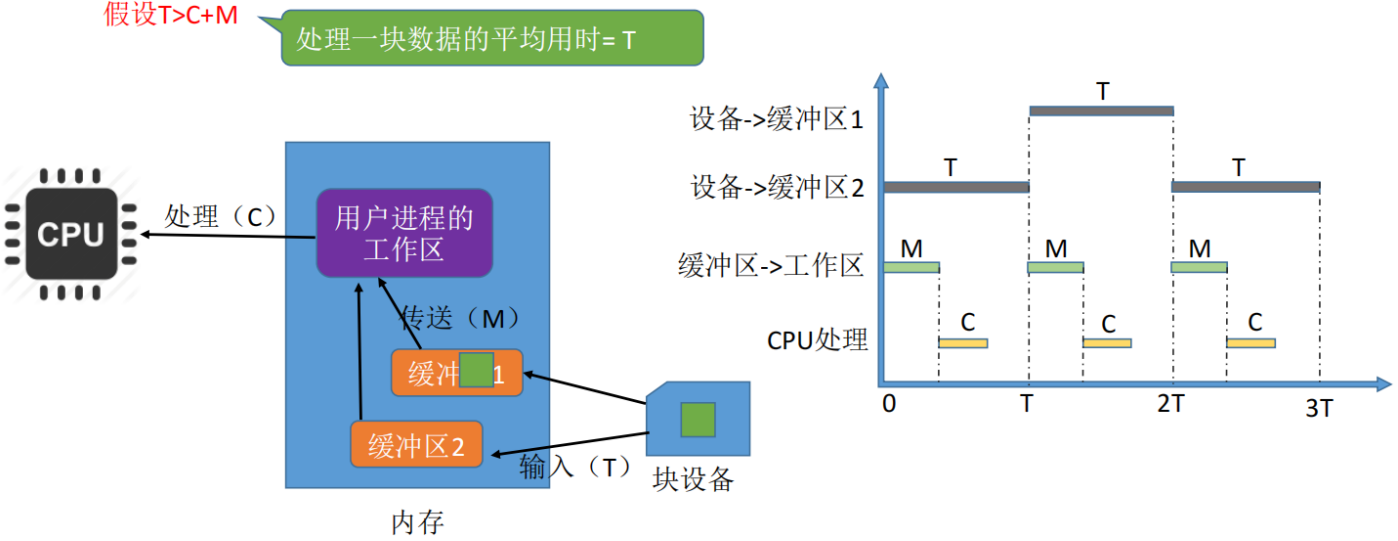 假设T>C+M
处理一块数据的平均用时= T
CPU
处理（C）
用户进程的
工作区
传送（M）
缓冲 1
缓冲区2
输入（T）
块设备
内存
设备->缓冲区1
T
设备->缓冲区2
T
T
缓冲区->工作区
M
M
M
CPU处理
C
C
C
0
T
2T
3T